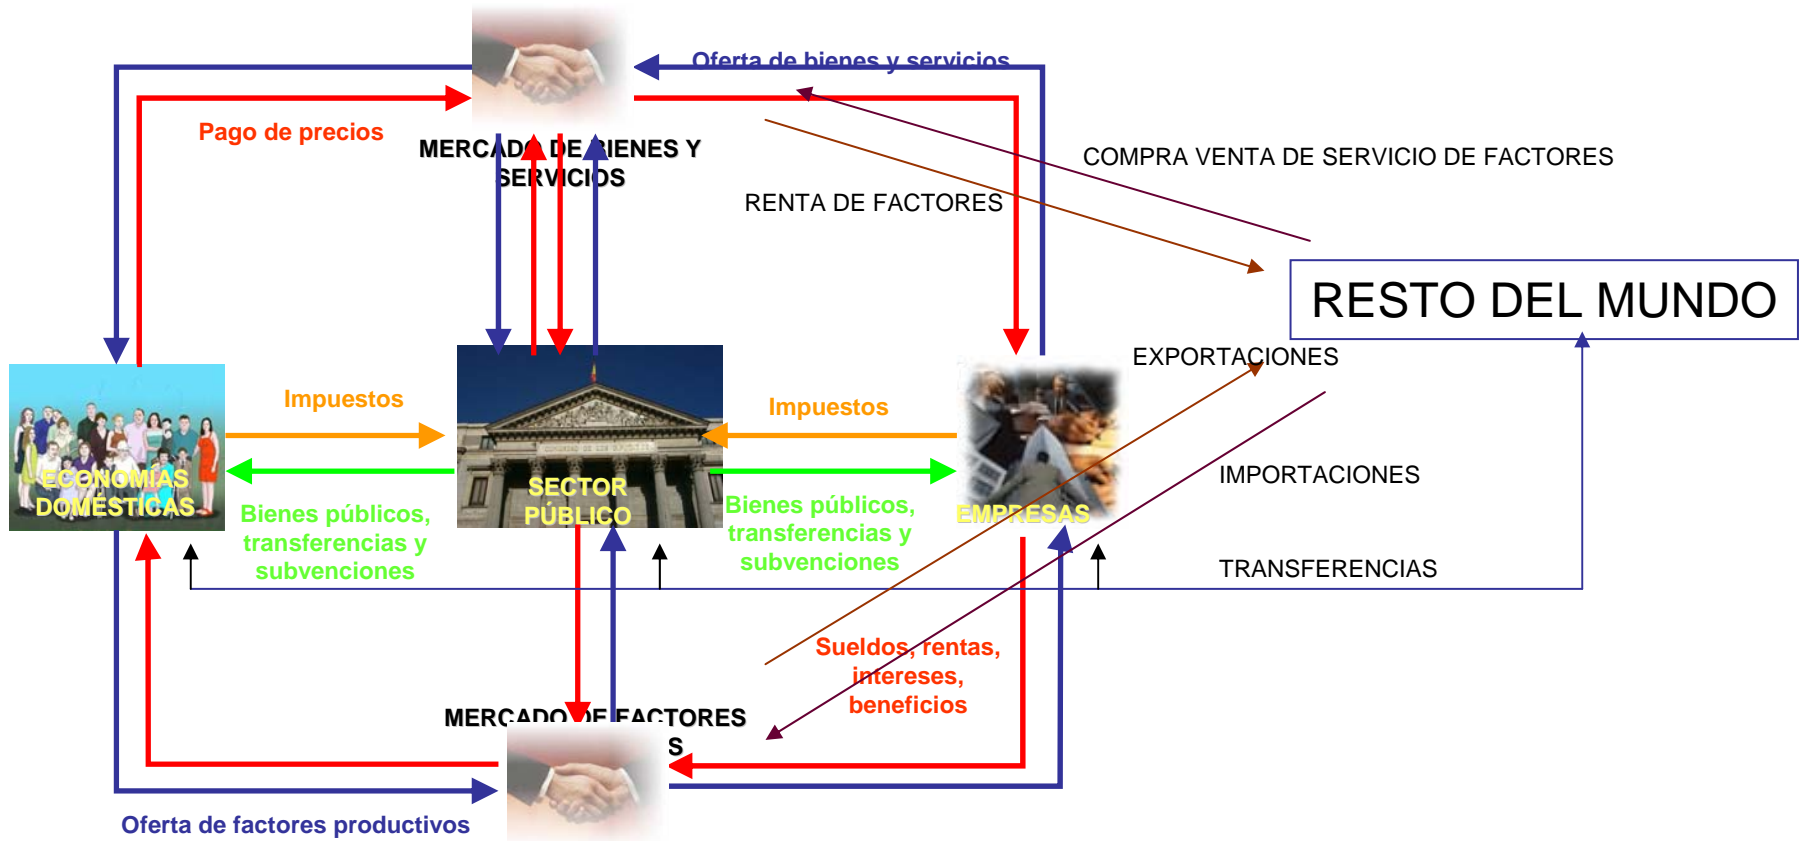 Oferta de bienes y servicios
Pago de precios
MERCADO DE BIENES Y
SERVICIOS
COMPRA VENTA DE SERVICIO DE FACTORES
RENTA DE FACTORES
RESTO DEL MUNDO
EXPORTACIONES
Impuestos
Impuestos
IMPORTACIONES
ECONOMÍAS
DOMÉSTICAS
SECTOR
PÚBLICO
EMPRESAS
Bienes públicos,
transferencias y
subvenciones
Bienes públicos,
transferencias y
subvenciones
TRANSFERENCIAS
Sueldos, rentas,
intereses,
beneficios
MERCADO DE FACTORES
Oferta de factores productivos